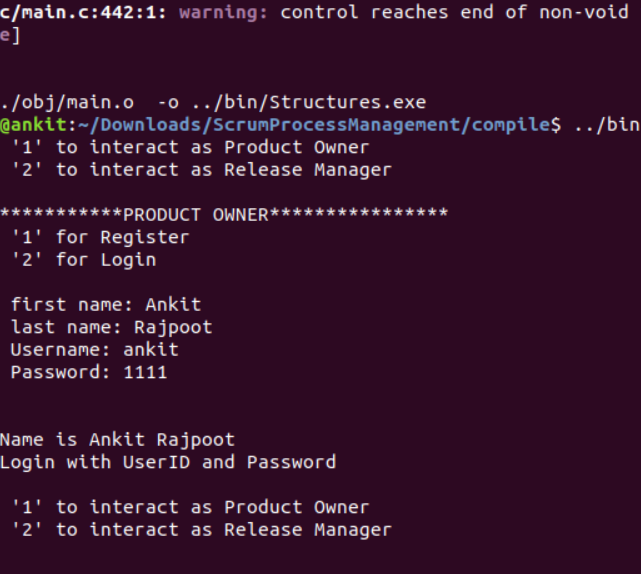 c/main.c:442:1: warning: control reaches end of non-void
e]
./obj/main.o  -o ../bin/Structures.exe
@ankit:~/Downloads/ScrumProcessManagement/compile$ ../bin
'1' to interact as Product Owner
'2' to interact as Release Manager
***********PRODUCT OWNER****************
'1' for Register
'2' for Login
first name: Ankit
last name: Rajpoot
Username: ankit
Password: 1111
Name is Ankit Rajpoot
Login with UserID and Password
'1' to interact as Product Owner
'2' to interact as Release Manager